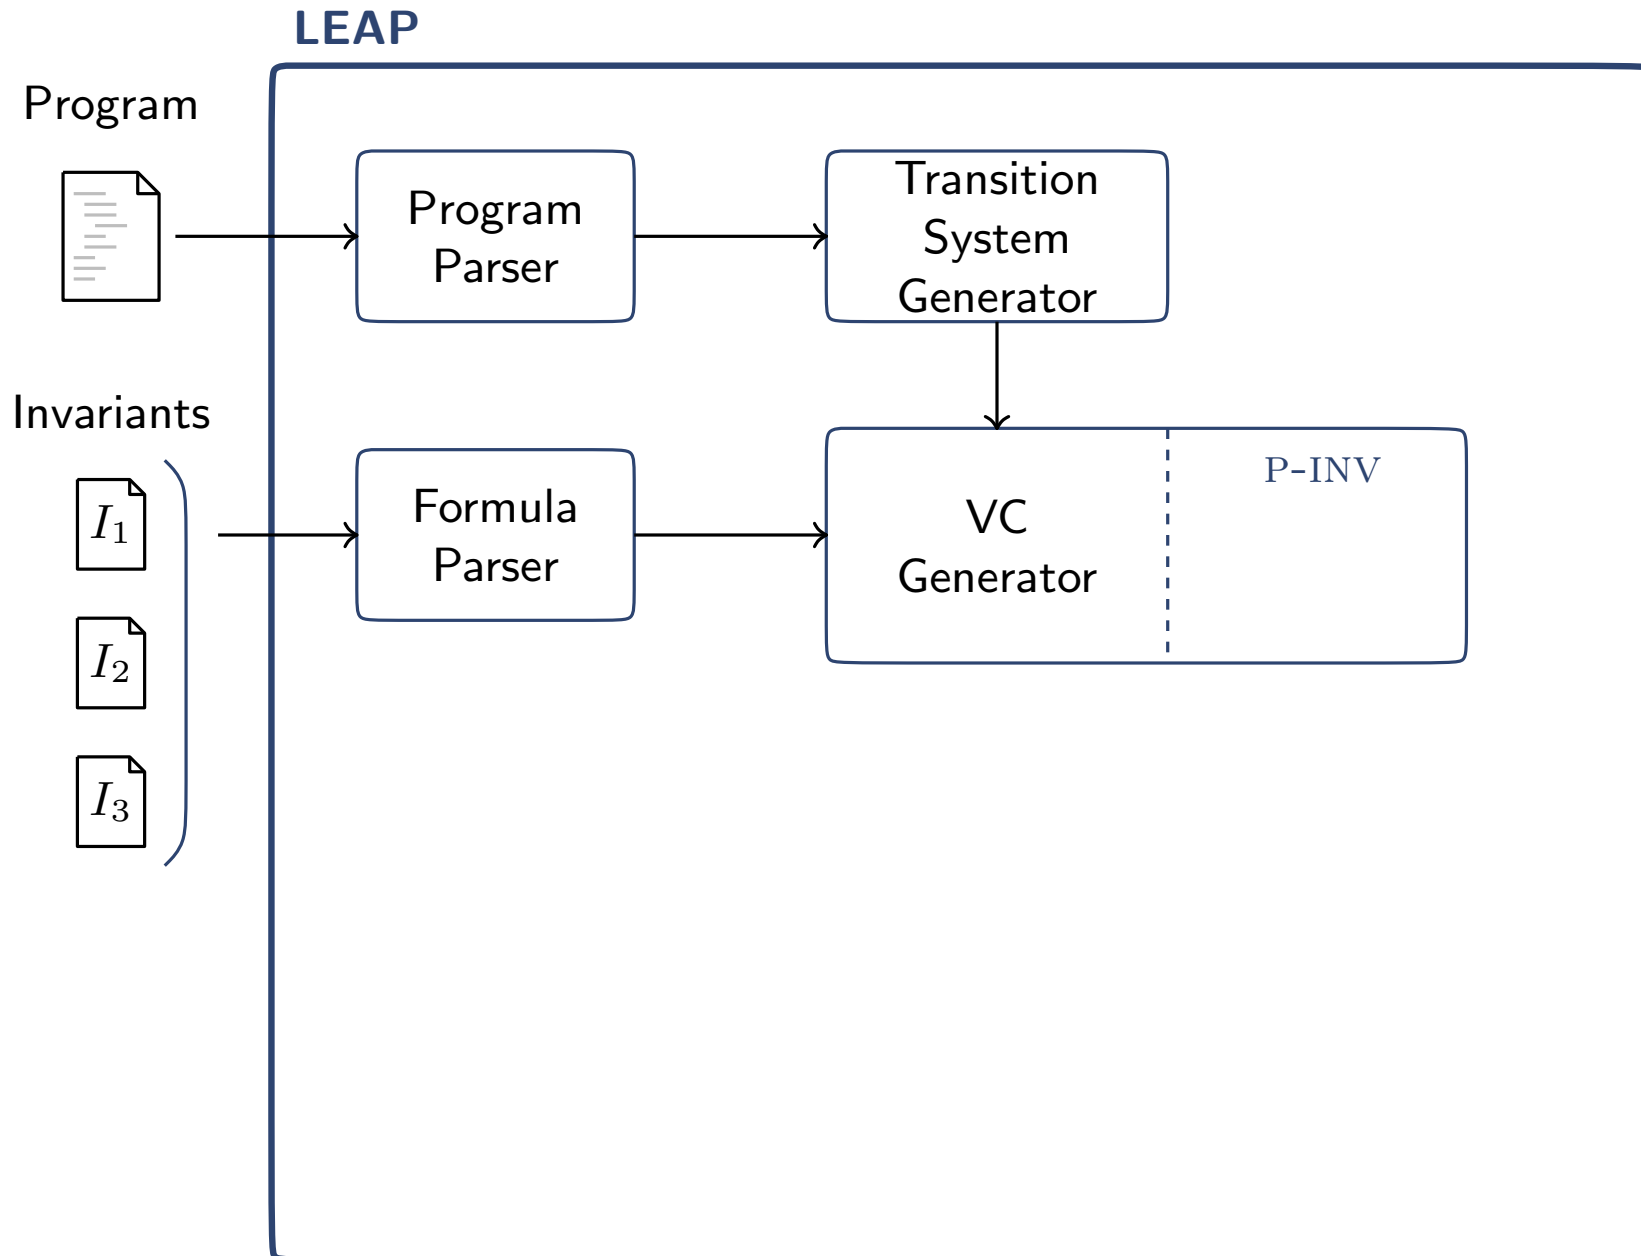 LEAP
Program
Program
Parser
Transition
System
Generator
Invariants
I₁
I₂
I₃
Formula
Parser
VC
Generator
P-INV